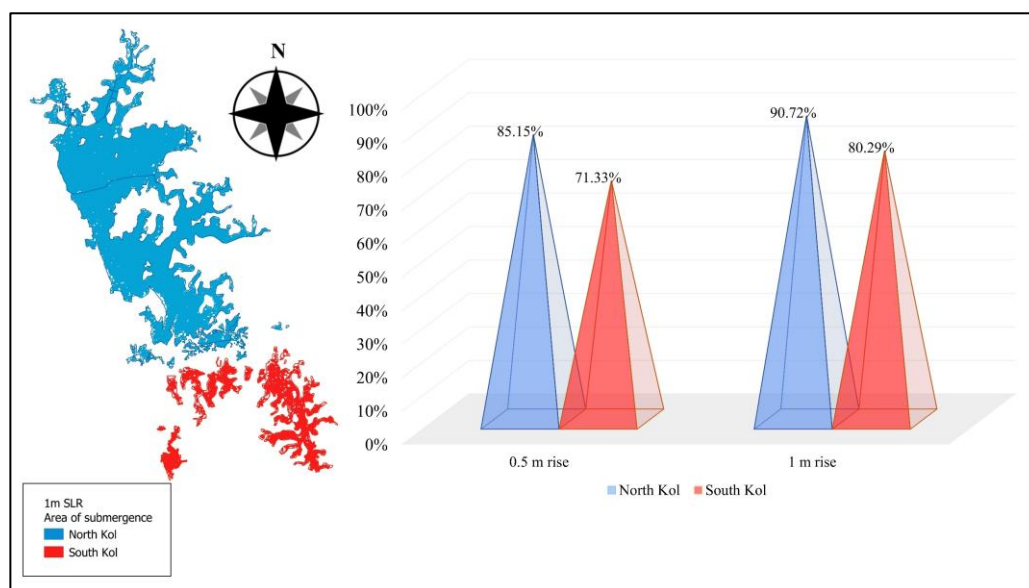 N
1m SLR
Area of submergence
North Kol
South Kol
100%
90%
80%
70%
60%
50%
40%
30%
20%
10%
0%
85.15%
71.33%
90.72%
80.29%
0.5 m rise
1 m rise
North Kol
South Kol